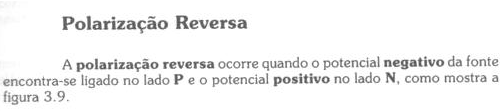 Polarização Reversa
A polarização reversa ocorre quando o potencial negativo da fonte
encontra-se ligado no lado P e o potencial positivo no lado N, como mostra a
figura 3.9.